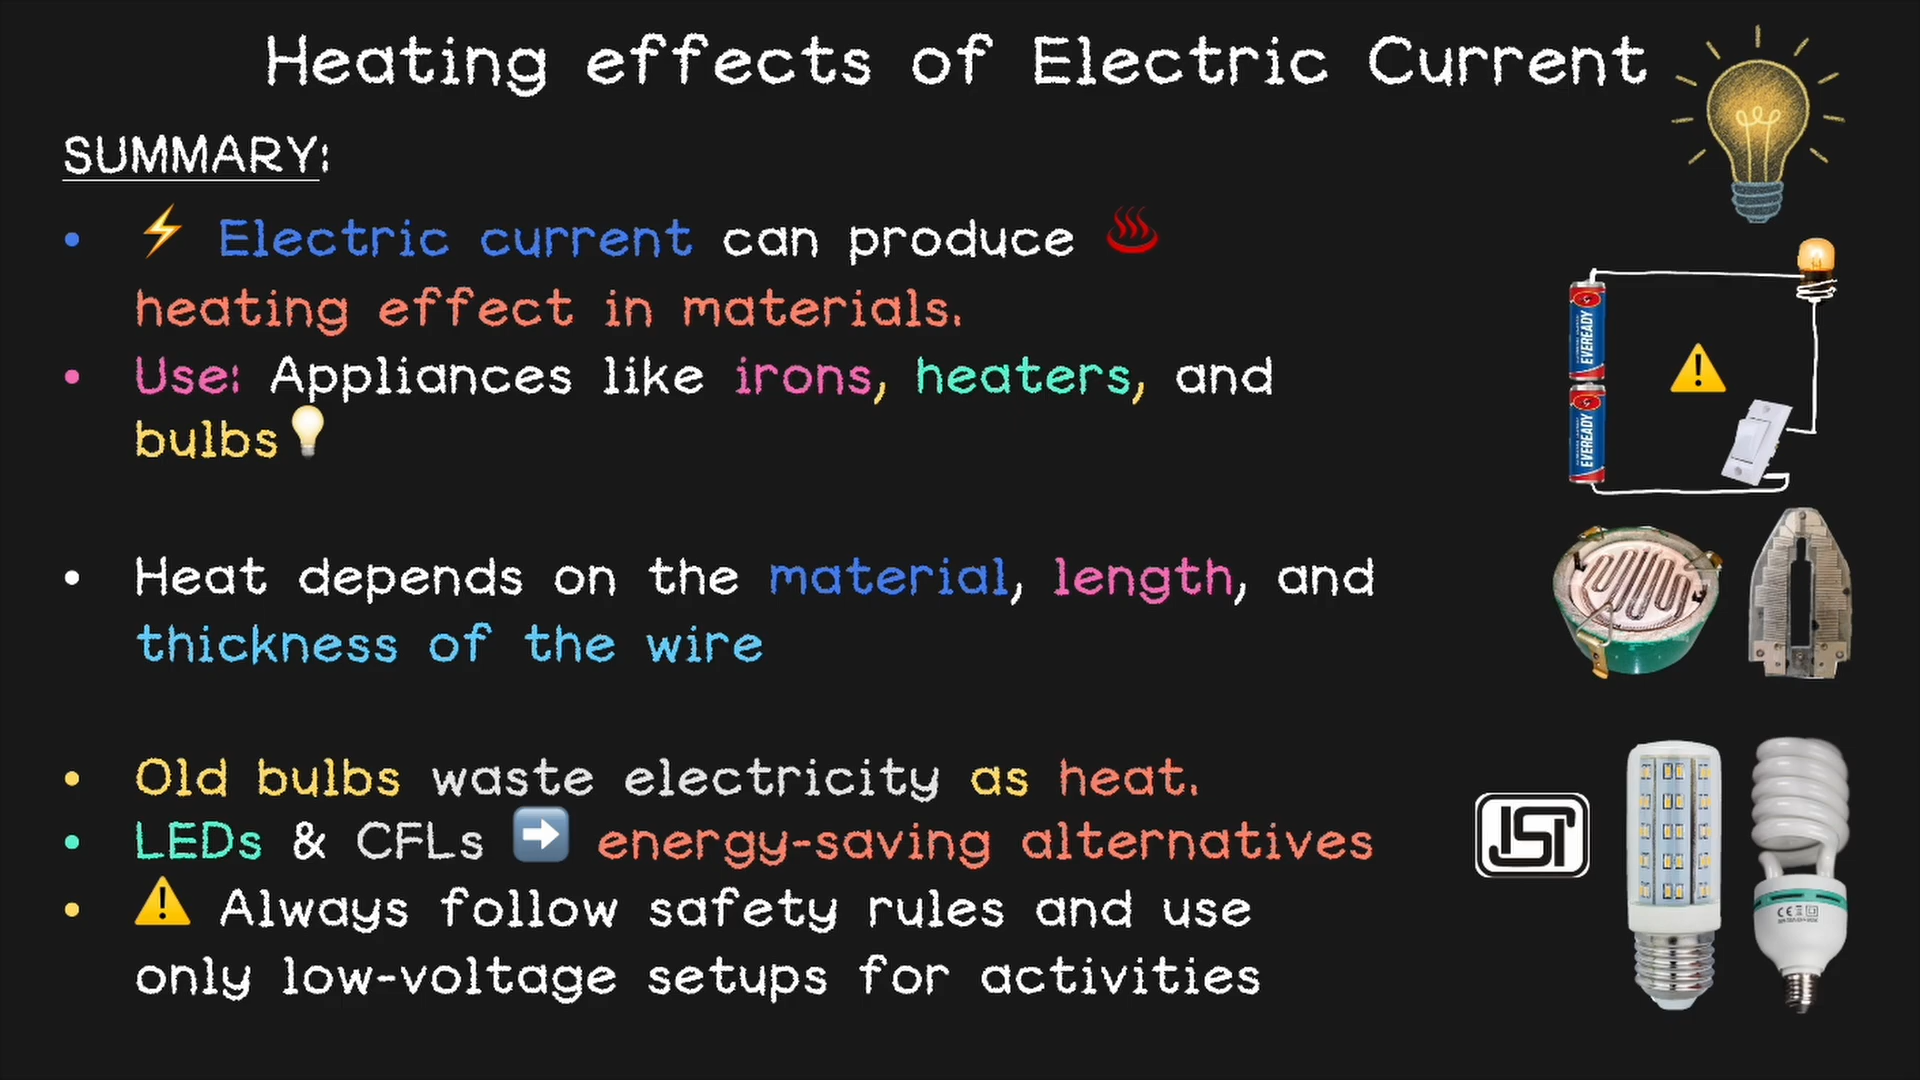 Heating effects of Electric Current
SUMMARY:
• ⚡ Electric current can produce ♨
heating effect in materials.
• Use: Appliances like irons, heaters, and
bulbs💡
• Heat depends on the material, length, and
thickness of the wire
• Old bulbs waste electricity as heat.
• LEDs & CFLs ➡ energy-saving alternatives
• ⚠ Always follow safety rules and use
only low-voltage setups for activities
EVEREADY
EVEREADY
ISI
CE